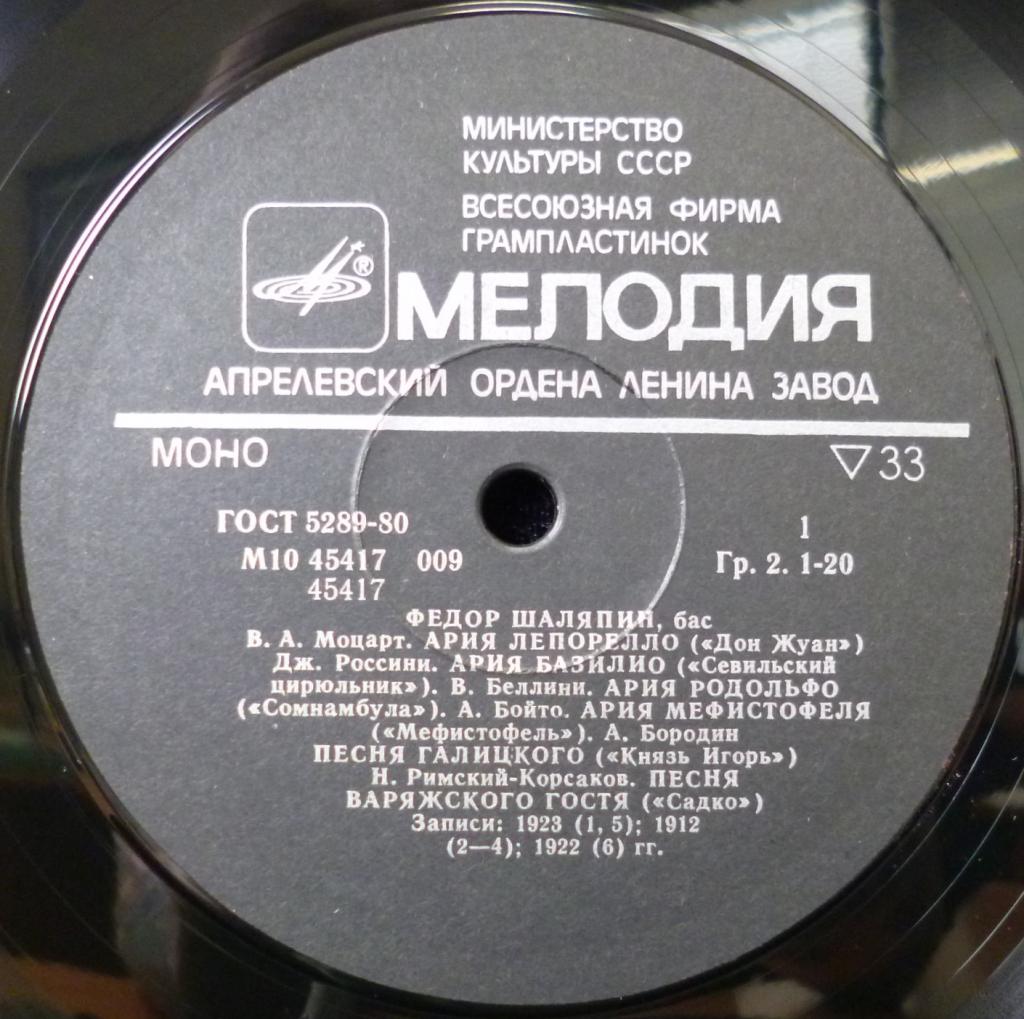 МИНИСТЕРСТВО
КУЛЬТУРЫ СССР
ВСЕСОЮЗНАЯ ФИРМА
ГРАМПЛАСТИНОК
®
МЕЛОДИЯ
АПРЕЛЕВСКИЙ ОРДЕНА ЛЕНИНА ЗАВОД
МОНО ▽33
ГОСТ 5289-80 1
М10 45417 009 Гр. 2. 1-20
45417
ФЕДОР ШАЛЯПИН, бас
В. А. Моцарт. АРИЯ ЛЕПОРЕЛЛО («Дон Жуан»)
Дж. Россини. АРИЯ БАЗИЛИО («Севильский
цирюльник»). В. Беллини. АРИЯ РОДОЛЬФО
(«Сомнамбула»). А. Бойто. АРИЯ МЕФИСТОФЕЛЯ
(«Мефистофель»). А. Бородин
ПЕСНЯ ГАЛИЦКОГО («Князь Игорь»)
Н. Римский-Корсаков. ПЕСНЯ
ВАРЯЖСКОГО ГОСТЯ («Садко»)
Записи: 1923 (1, 5); 1912
(2—4); 1922 (6) гг.